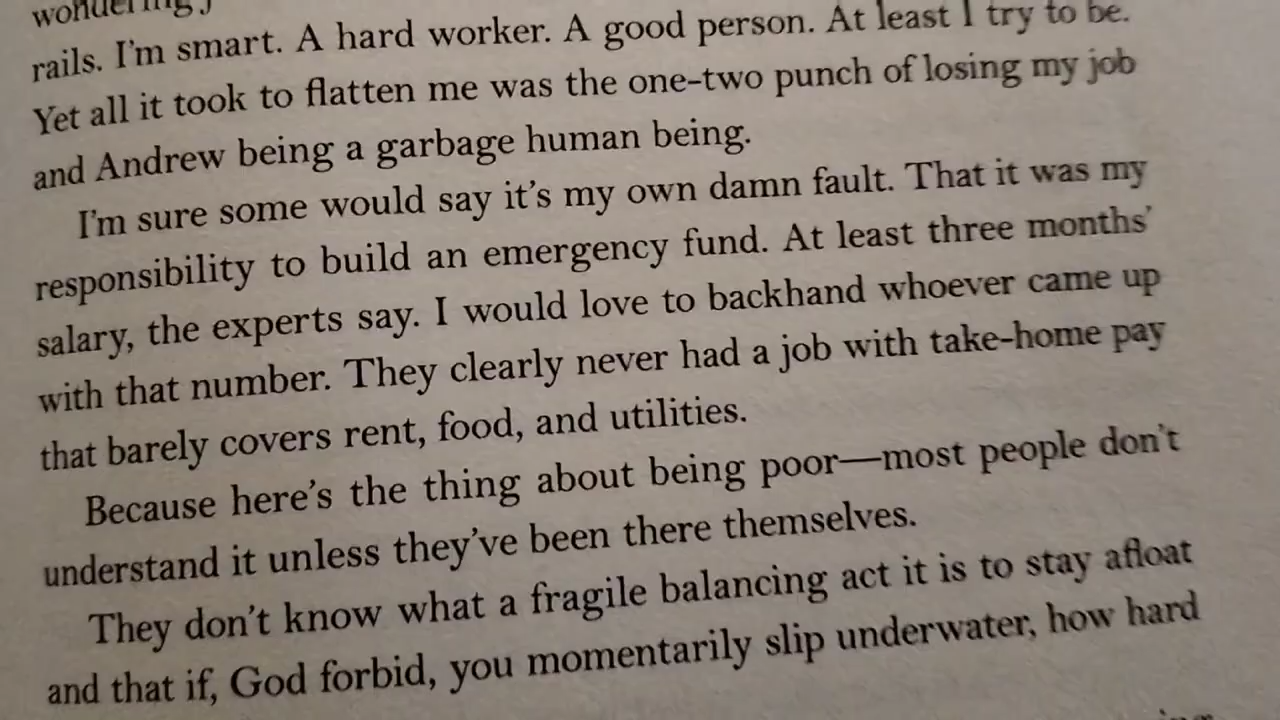 rails. I'm smart. A hard worker. A good person. At least I try to be.
Yet all it took to flatten me was the one-two punch of losing my job
and Andrew being a garbage human being.
I'm sure some would say it's my own damn fault. That it was my
responsibility to build an emergency fund. At least three months'
salary, the experts say. I would love to backhand whoever came up
with that number. They clearly never had a job with take-home pay
that barely covers rent, food, and utilities.
Because here's the thing about being poor—most people don't
understand it unless they've been there themselves.
They don't know what a fragile balancing act it is to stay afloat
and that if, God forbid, you momentarily slip underwater, how hard